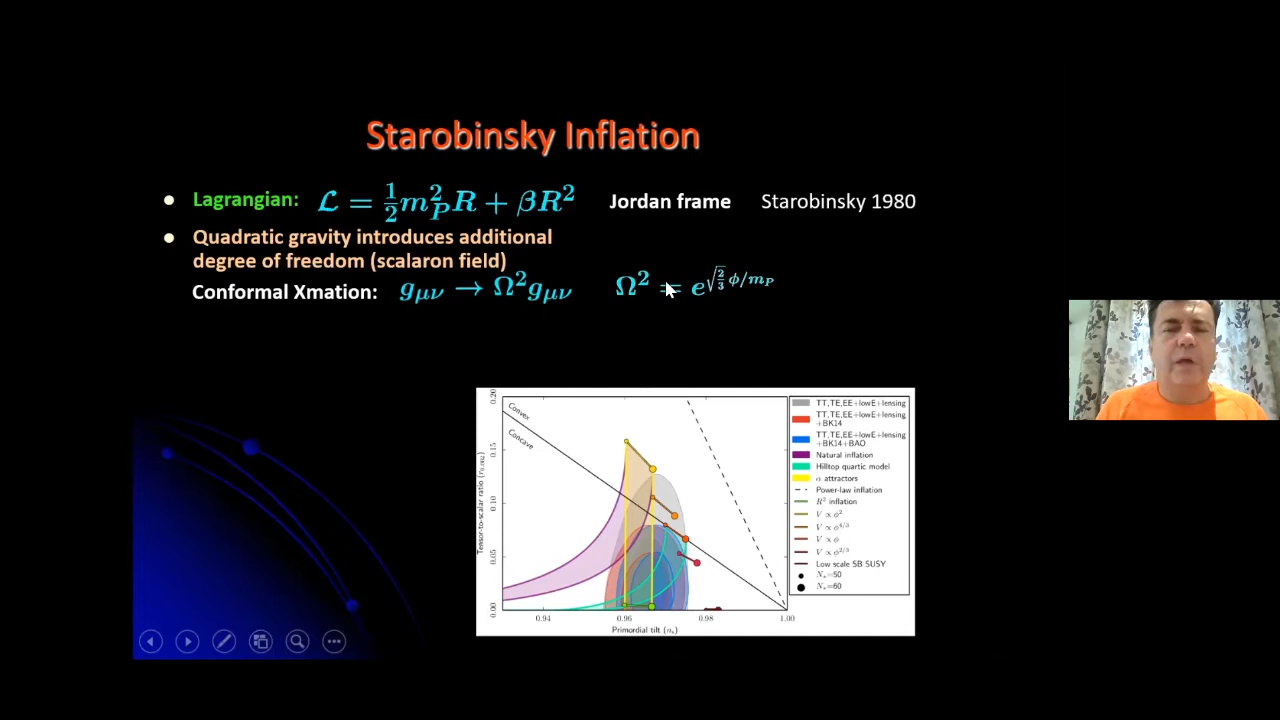 Starobinsky Inflation
Lagrangian: ℒ = ½m²_P R + βR² Jordan frame Starobinsky 1980
Quadratic gravity introduces additional
degree of freedom (scalaron field)
Conformal Xmation: g_μν → Ω²g_μν Ω² = e^{√(2/3) ϕ/m_P}
Convex
Concave
0.20
0.15
0.10
0.05
0.00
Tensor-to-scalar ratio (r_0.002)
0.94 0.96 0.98 1.00
Primordial tilt (n_s)
TT,TE,EE+lowE+lensing
TT,TE,EE+lowE+lensing
+BK14
TT,TE,EE+lowE+lensing
+BK14+BAO
Natural inflation
Hilltop quartic model
α attractors
Power-law inflation
R² inflation
V ∝ ϕ²
V ∝ ϕ^{4/3}
V ∝ ϕ
V ∝ ϕ^{2/3}
Low scale SB SUSY
N_*=50
N_*=60